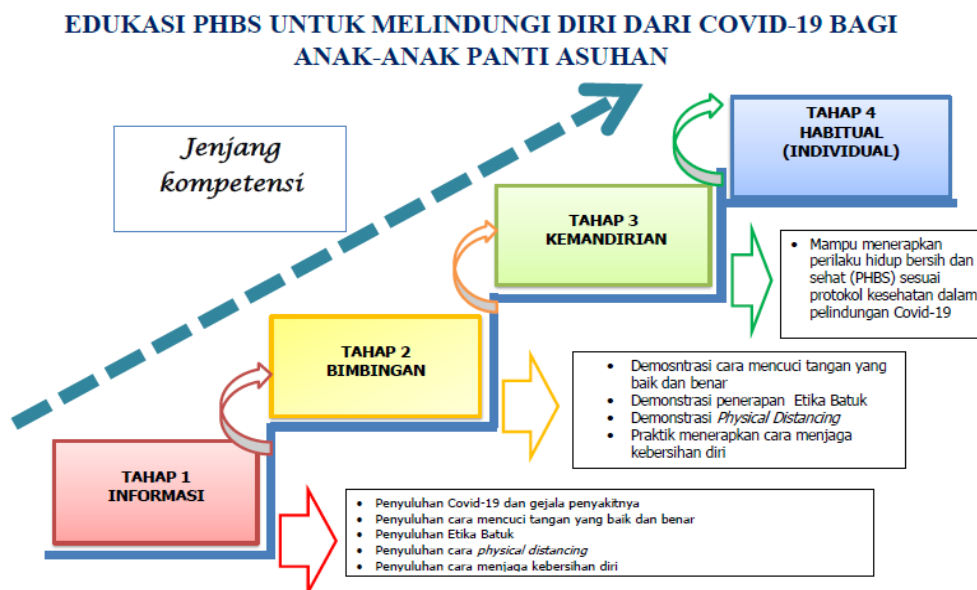 EDUKASI PHBS UNTUK MELINDUNGI DIRI DARI COVID-19 BAGI
ANAK-ANAK PANTI ASUHAN
Jenjang
kompetensi
TAHAP 4
HABITUAL
(INDIVIDUAL)
TAHAP 3
KEMANDIRIAN
• Mampu menerapkan
perilaku hidup bersih dan
sehat (PHBS) sesuai
protokol kesehatan dalam
pelindungan Covid-19
TAHAP 2
BIMBINGAN
• Demosntrasi cara mencuci tangan yang
baik dan benar
• Demonstrasi penerapan Etika Batuk
• Demonstrasi Physical Distancing
• Praktik menerapkan cara menjaga
kebersihan diri
TAHAP 1
INFORMASI
• Penyuluhan Covid-19 dan gejala penyakitnya
• Penyuluhan cara mencuci tangan yang baik dan benar
• Penyuluhan Etika Batuk
• Penyuluhan cara physical distancing
• Penyuluhan cara menjaga kebersihan diri